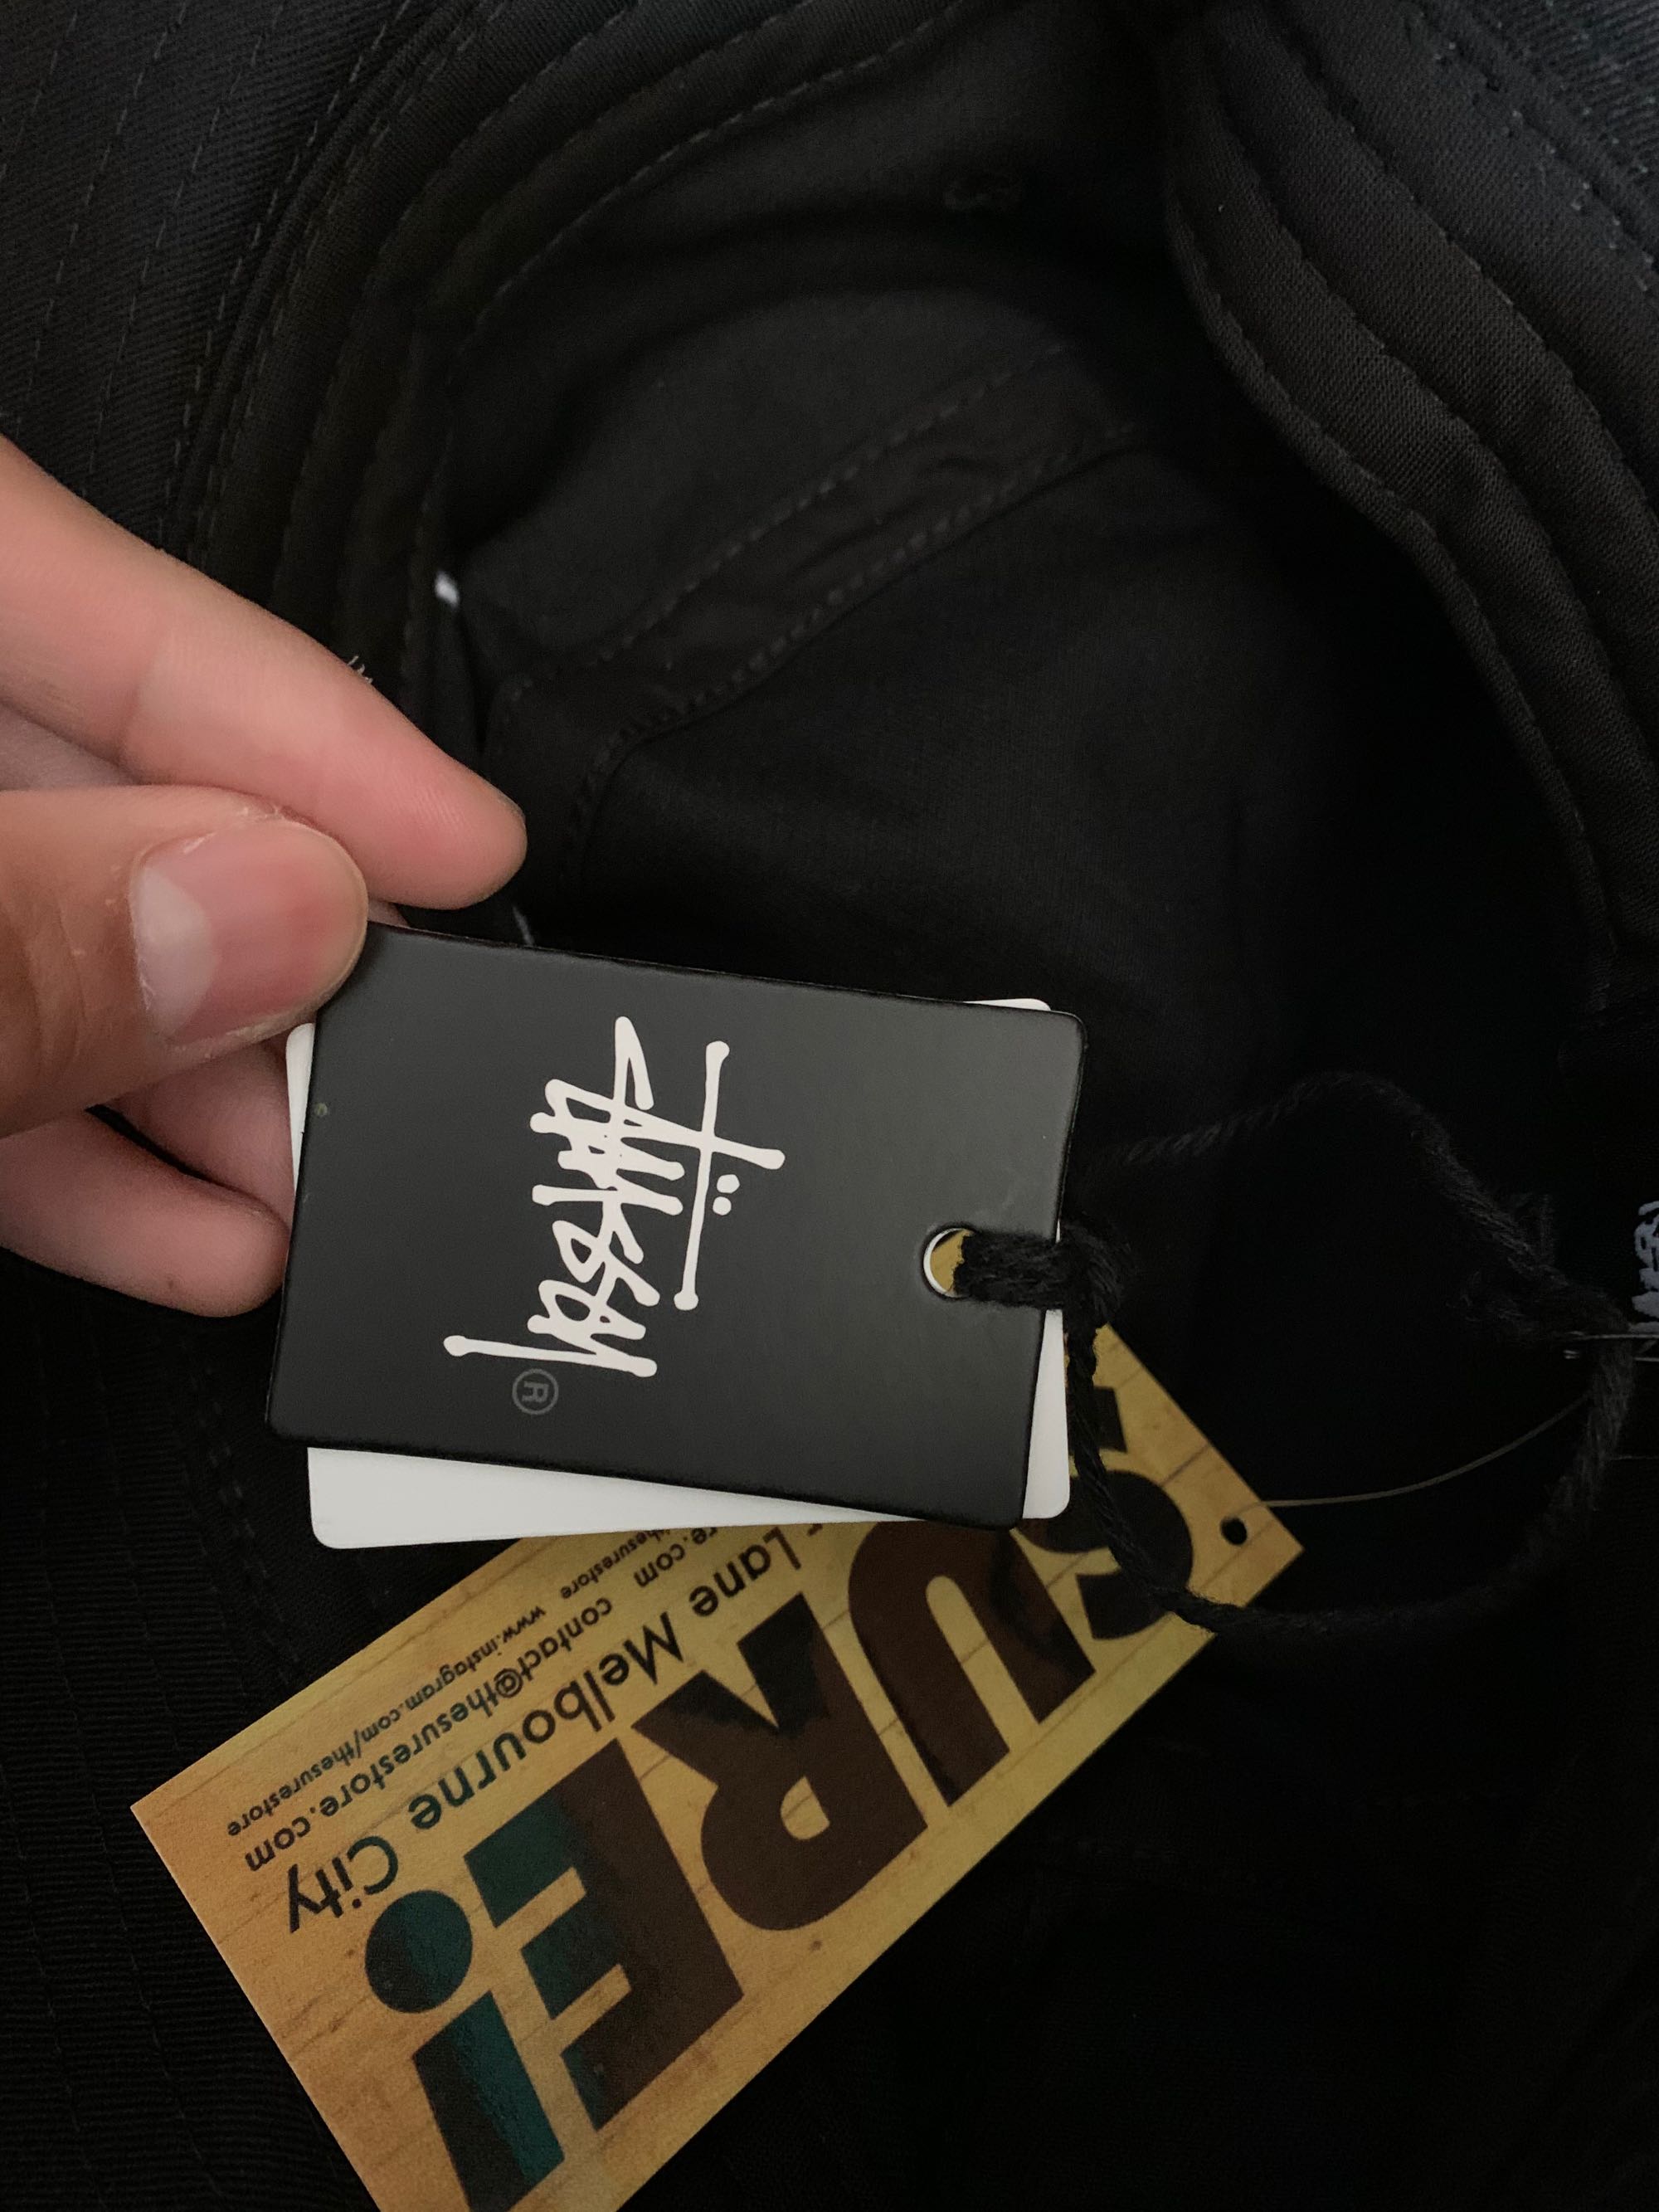 Stüssy
®
SURE!
Lane Melbourne City
contact@thesurestore.com
www.instagram.com/thesurestore